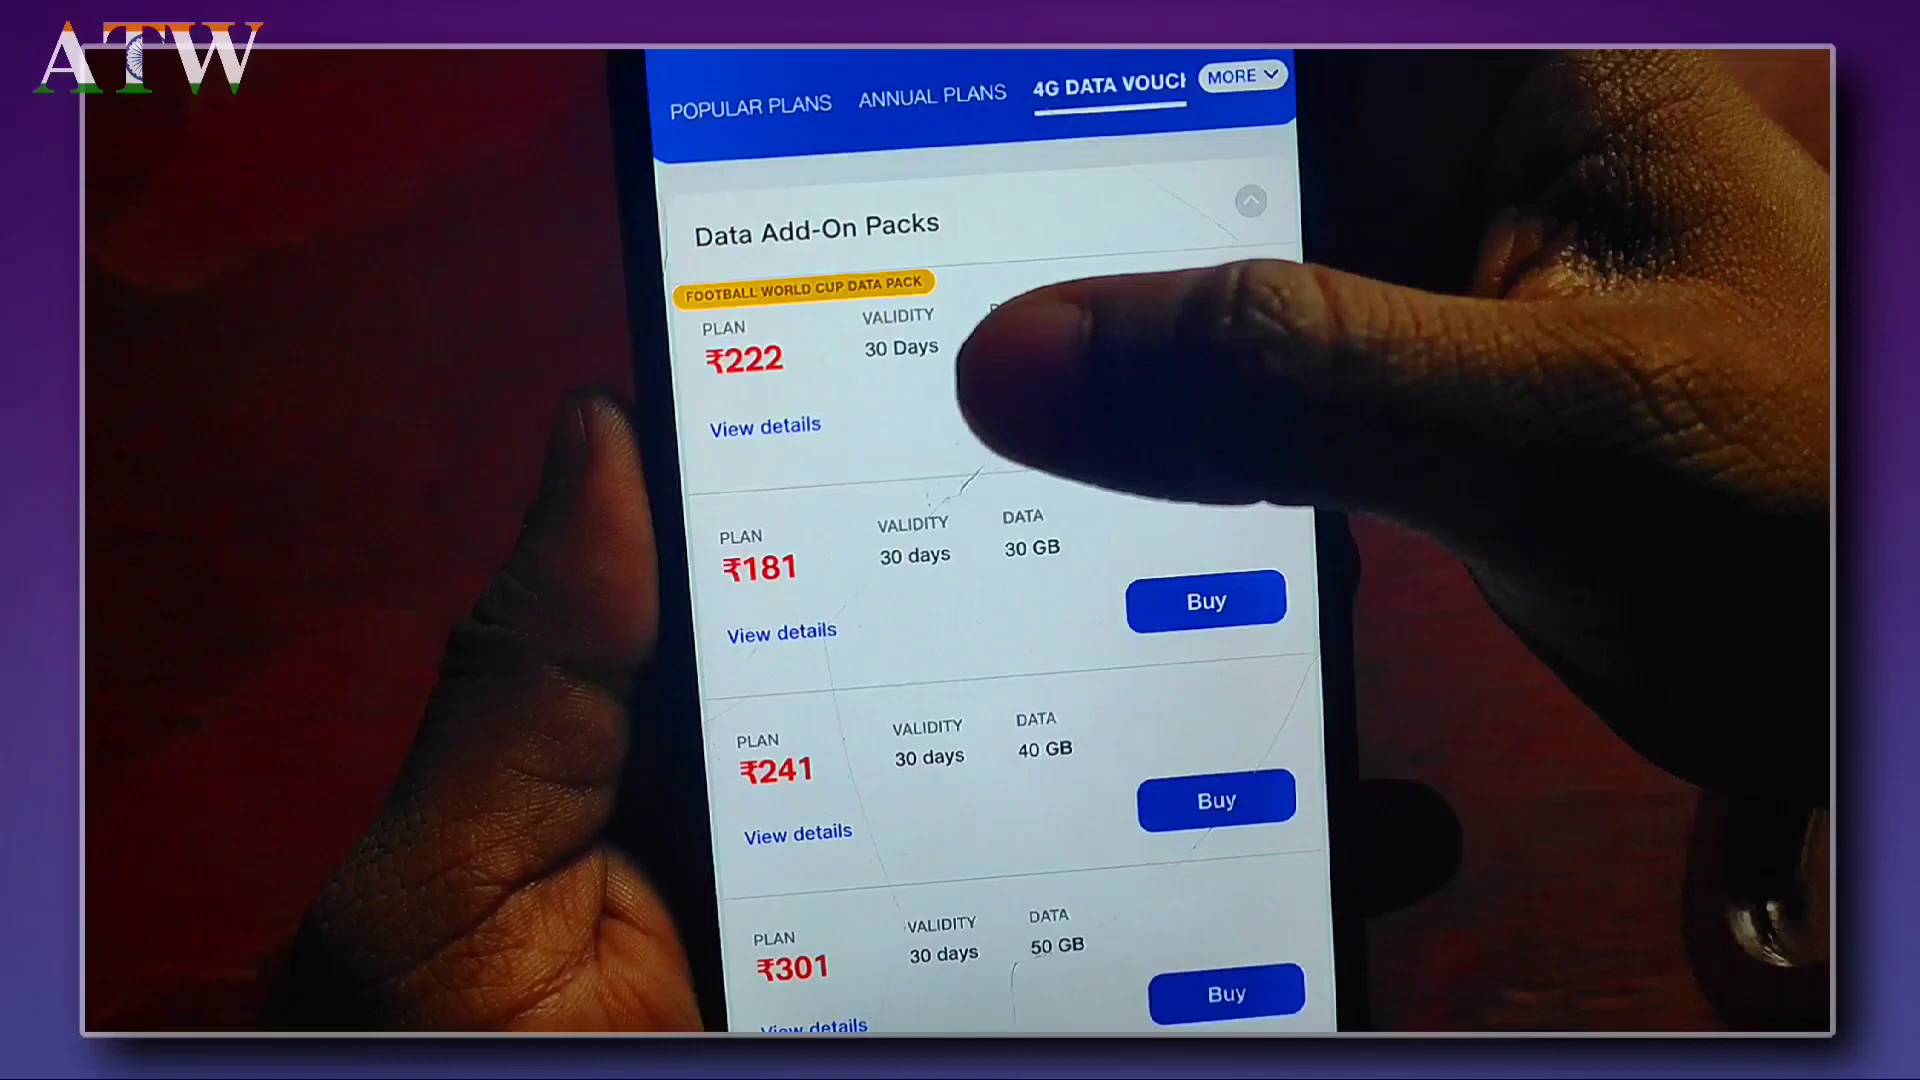 ATW
POPULAR PLANS ANNUAL PLANS 4G DATA VOUCH MORE
Data Add-On Packs
FOOTBALL WORLD CUP DATA PACK
PLAN VALIDITY
₹222 30 Days
View details
PLAN VALIDITY DATA
₹181 30 days 30 GB
Buy
View details
PLAN VALIDITY DATA
₹241 30 days 40 GB
Buy
View details
PLAN VALIDITY DATA
₹301 30 days 50 GB
Buy
View details